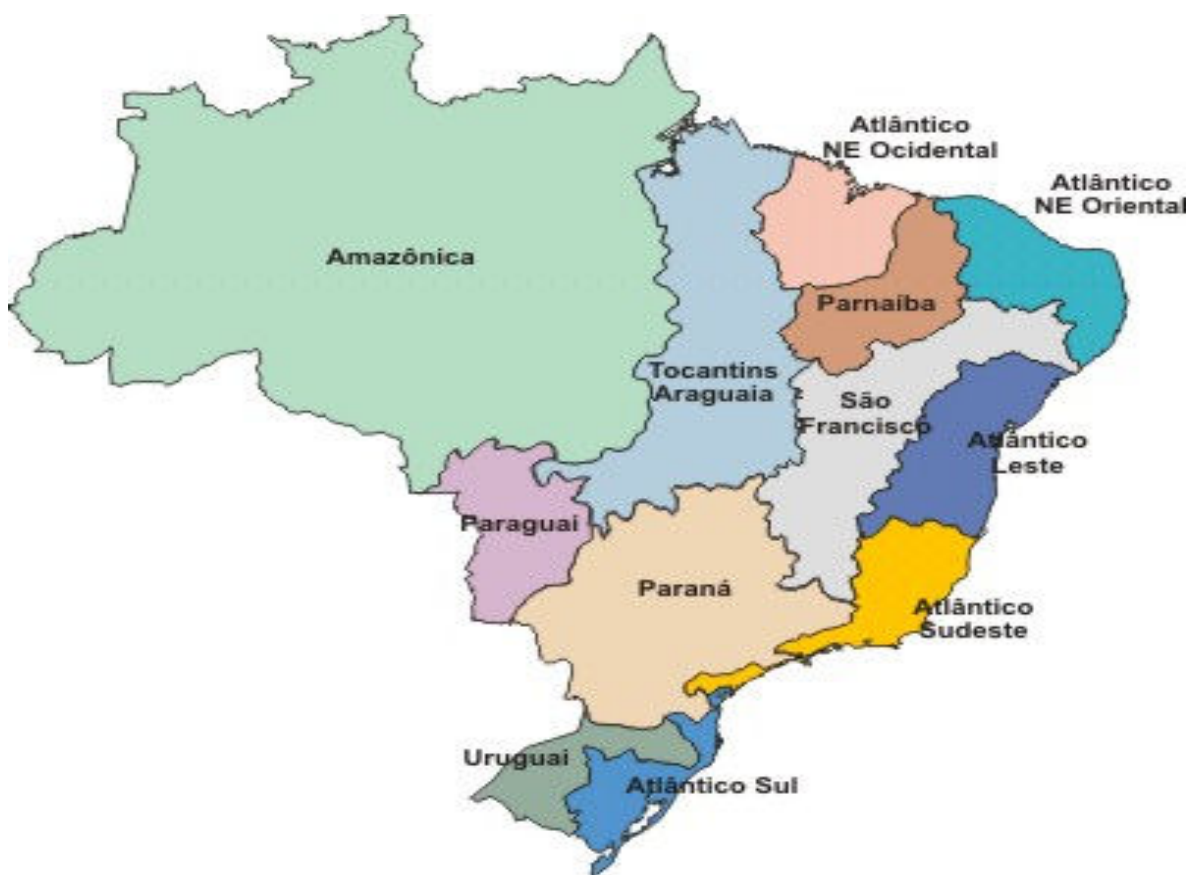 Atlântico
NE Ocidental
Atlântico
NE Oriental
Amazônica
Parnaíba
Tocantins
Araguaia
São
Francisco
Atlântico
Leste
Paraguai
Paraná
Atlântico
Sudeste
Uruguai
Atlântico Sul